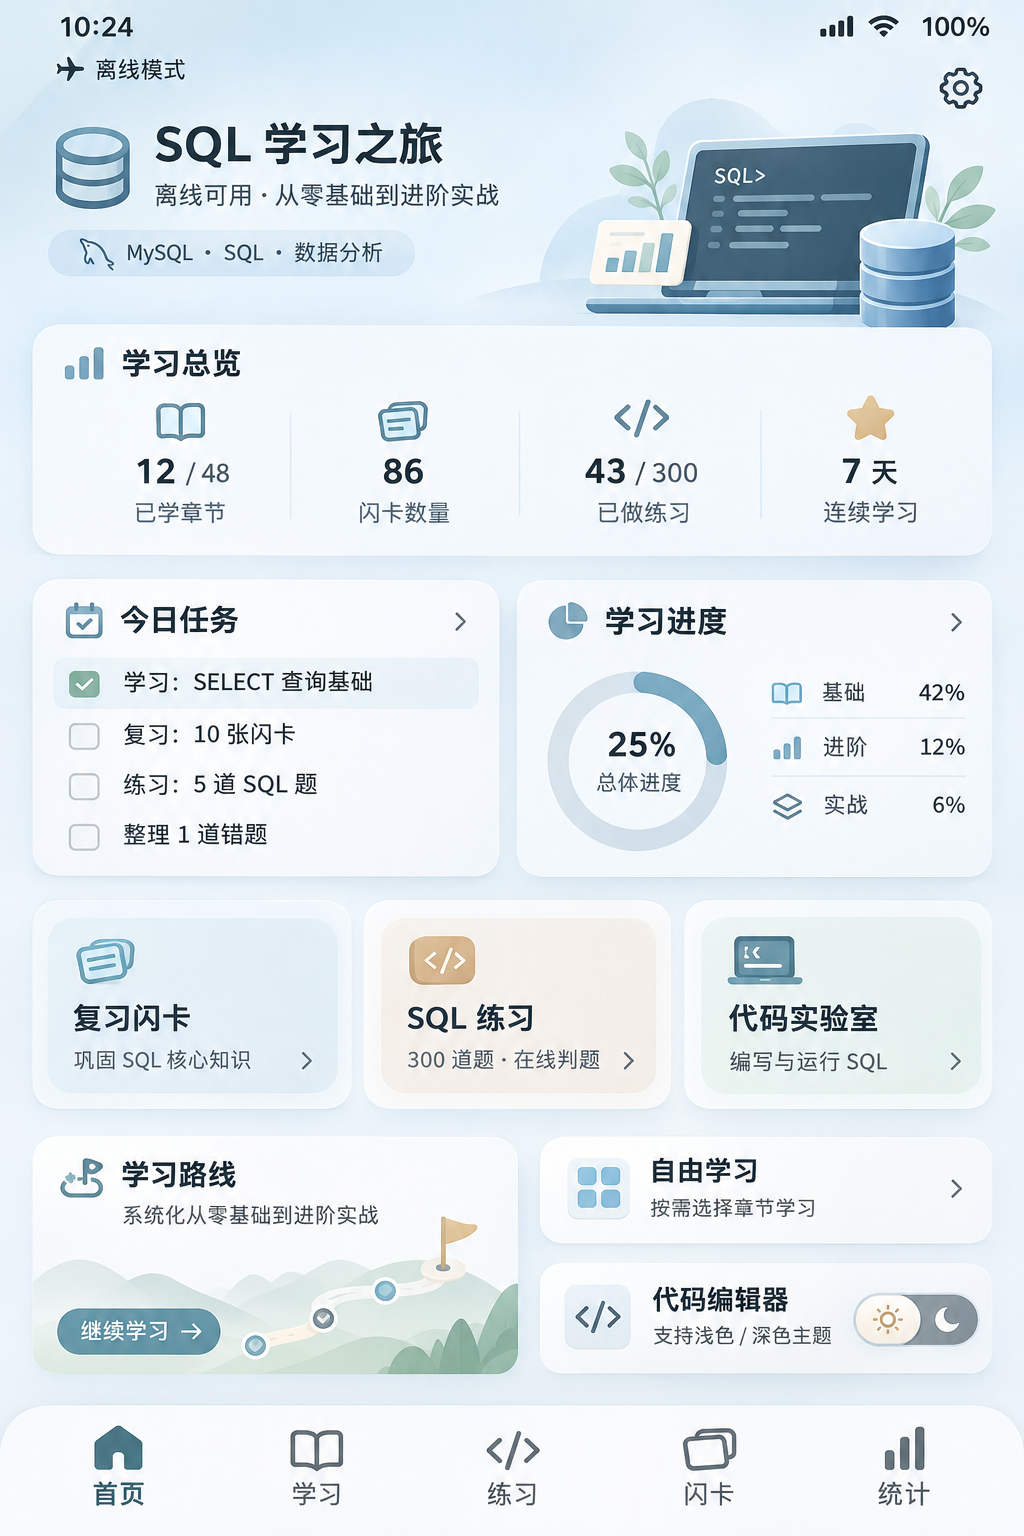 10:24
100%
离线模式
SQL 学习之旅
离线可用 · 从零基础到进阶实战
MySQL • SQL • 数据分析
SQL>
学习总览
12 / 48
已学章节
86
闪卡数量
43 / 300
已做练习
7 天
连续学习
今日任务
学习：SELECT 查询基础
复习：10 张闪卡
练习：5 道 SQL 题
整理 1 道错题
学习进度
25%
总体进度
基础 42%
进阶 12%
实战 6%
复习闪卡
巩固 SQL 核心知识
SQL 练习
300 道题 · 在线判题
代码实验室
编写与运行 SQL
学习路线
系统化从零基础到进阶实战
继续学习 →
自由学习
按需选择章节学习
代码编辑器
支持浅色 / 深色主题
首页
学习
练习
闪卡
统计